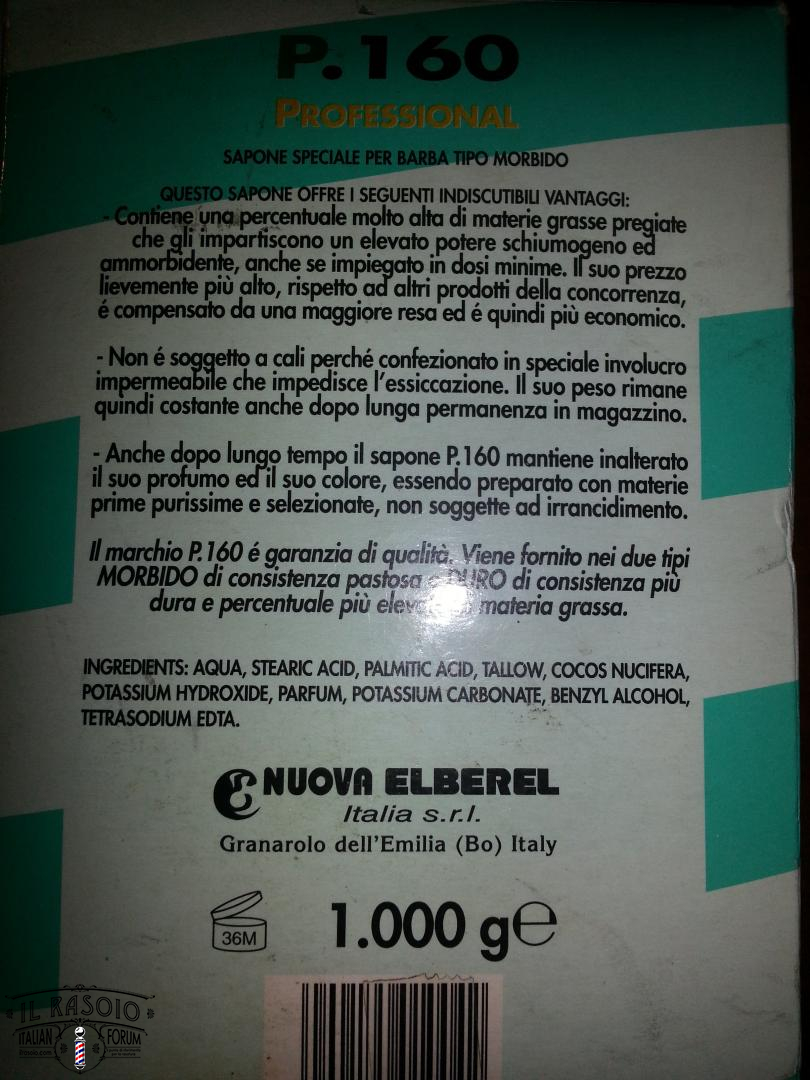 P.160
PROFESSIONAL
SAPONE SPECIALE PER BARBA TIPO MORBIDO
QUESTO SAPONE OFFRE I SEGUENTI INDISCUTIBILI VANTAGGI:
- Contiene una percentuale molto alta di materie grasse pregiate
che gli impartiscono un elevato potere schiumogeno ed
ammorbidente, anche se impiegato in dosi minime. Il suo prezzo
lievemente più alto, rispetto ad altri prodotti della concorrenza,
é compensato da una maggiore resa ed é quindi più economico.
- Non é soggetto a cali perché confezionato in speciale involucro
impermeabile che impedisce l'essiccazione. Il suo peso rimane
quindi costante anche dopo lunga permanenza in magazzino.
- Anche dopo lungo tempo il sapone P.160 mantiene inalterato
il suo profumo ed il suo colore, essendo preparato con materie
prime purissime e selezionate, non soggette ad irrancidimento.
Il marchio P.160 é garanzia di qualità. Viene fornito nei due tipi
MORBIDO di consistenza pastosa e DURO di consistenza più
dura e percentuale più materia grassa.
INGREDIENTS: AQUA, STEARIC ACID, PALMITIC ACID, TALLOW, COCOS NUCIFERA,
POTASSIUM HYDROXIDE, PARFUM, POTASSIUM CARBONATE, BENZYL ALCOHOL,
TETRASODIUM EDTA.
NUOVA ELBEREL
Italia s.r.l.
Granarolo dell'Emilia (Bo) Italy
36M
1.000 g℮
IL RASOIO
ITALIAN FORUM